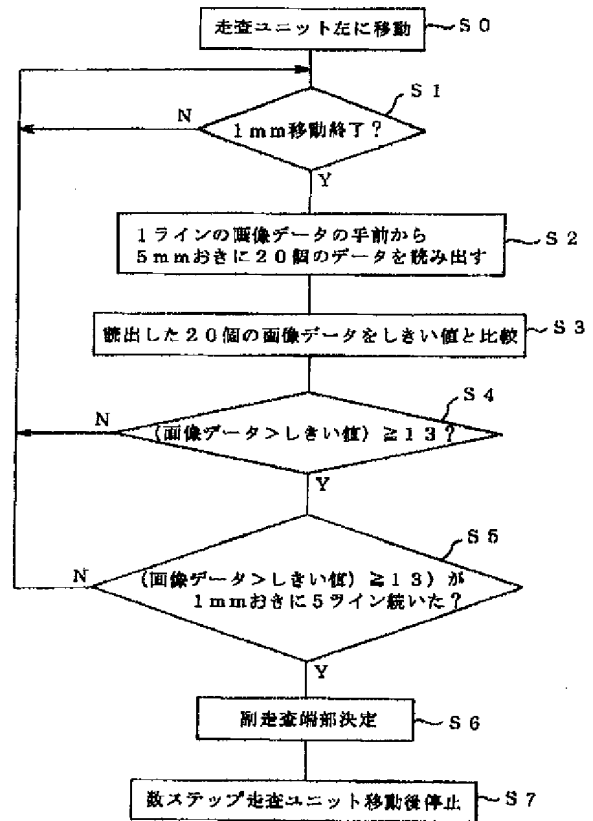 走査ユニット左に移動
S0
S1
1mm移動終了?
N
Y
1ラインの画像データの手前から
5mmおきに20個のデータを読み出す
S2
読出した20個の画像データをしきい値と比較
S3
S4
N
(画像データ>しきい値)≧13?
Y
S5
N
(画像データ>しきい値)≧13)が
1mmおきに5ライン続いた?
Y
副走査端部決定
S6
数ステップ走査ユニット移動後停止
S7